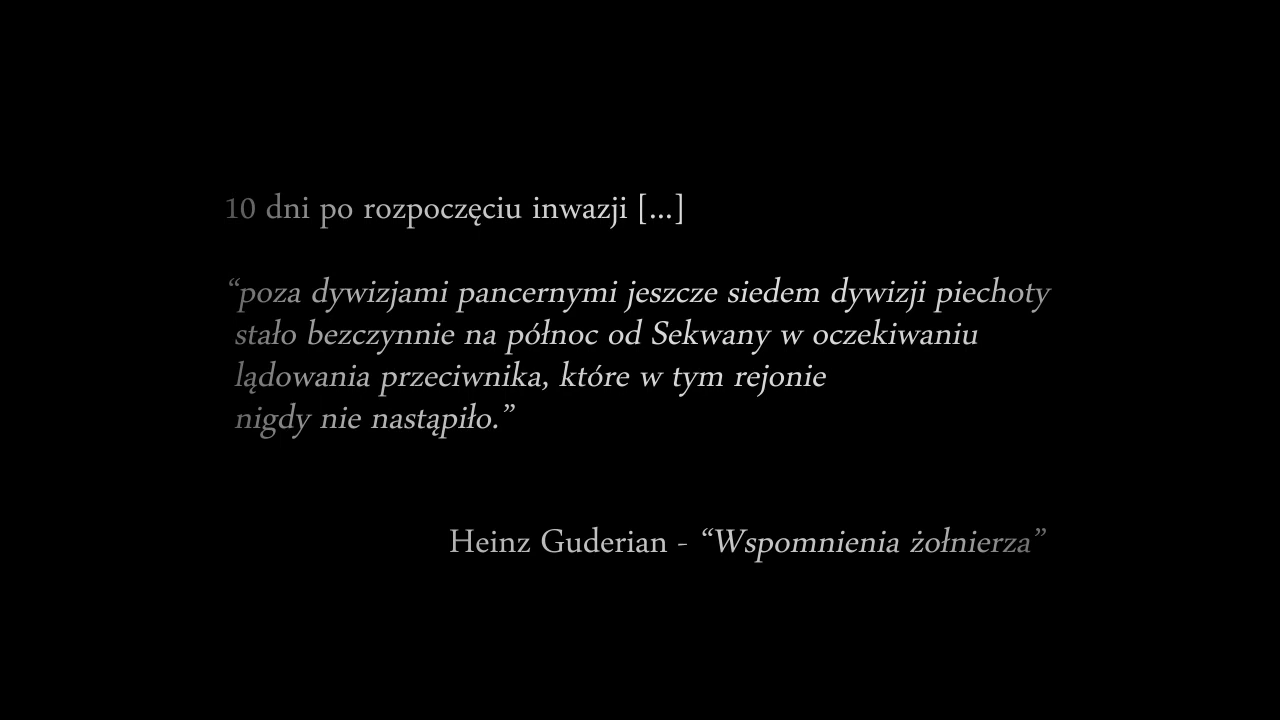 10 dni po rozpoczęciu inwazji [...]
“poza dywizjami pancernymi jeszcze siedem dywizji piechoty
stało bezczynnie na północ od Sekwany w oczekiwaniu
lądowania przeciwnika, które w tym rejonie
nigdy nie nastąpiło.”
Heinz Guderian - “Wspomnienia żołnierza”